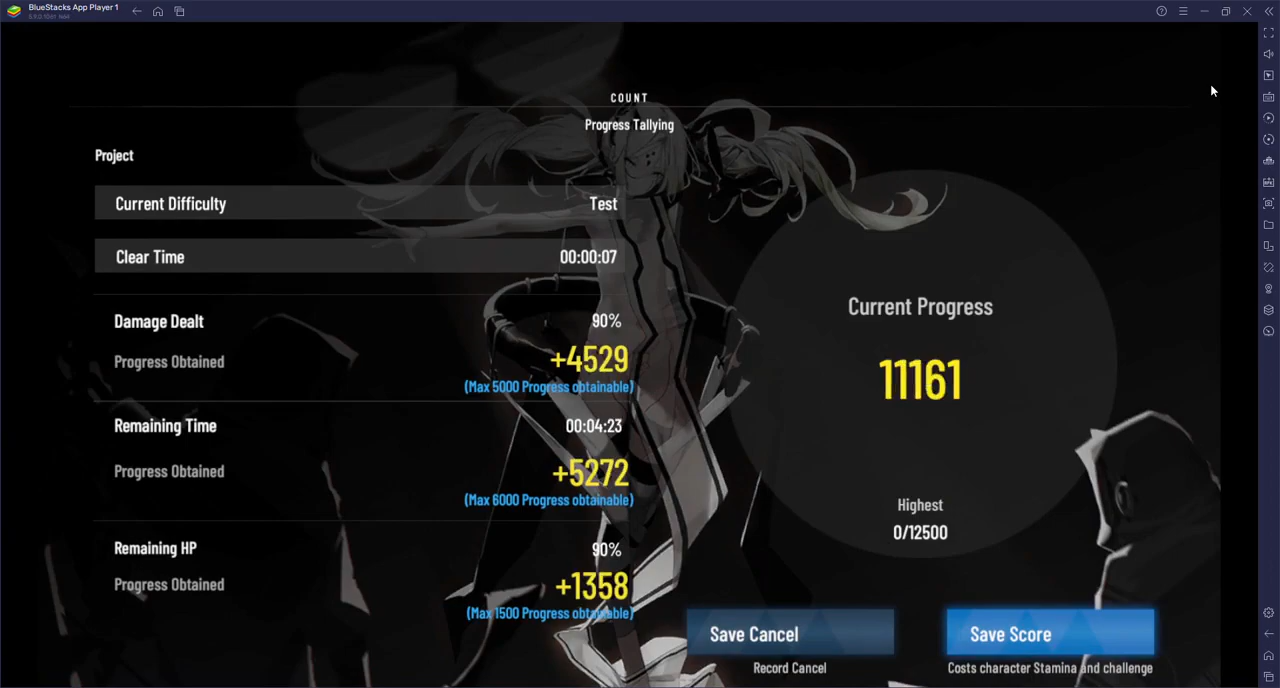 BlueStacks App Player 1
COUNT
Progress Tallying
Project
Current Difficulty
Test
Clear Time
00:00:07
Damage Dealt
90%
Progress Obtained
+4529
(Max 5000 Progress obtainable)
Remaining Time
00:04:23
Progress Obtained
+5272
(Max 6000 Progress obtainable)
Remaining HP
90%
Progress Obtained
+1358
(Max 1500 Progress obtainable)
Current Progress
11161
Highest
0/12500
Save Cancel
Record Cancel
Save Score
Costs character Stamina and challenge